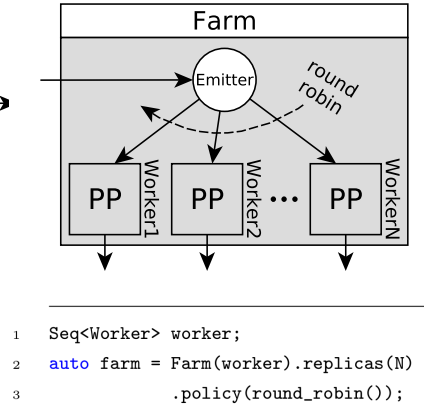 Farm
Emitter
round
robin
PP
Worker1
PP
Worker2
PP
WorkerN
1 Seq<Worker> worker;
2 auto farm = Farm(worker).replicas(N)
3 .policy(round_robin());